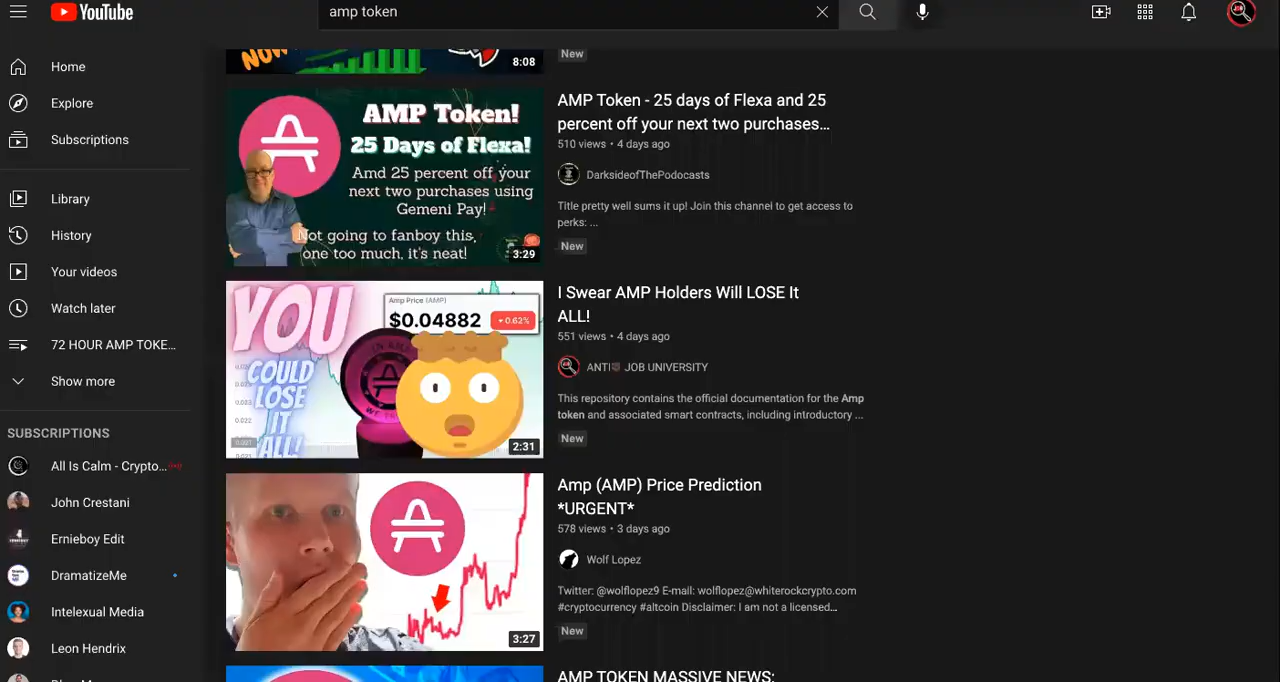 YouTube
amp token
Home
Explore
Subscriptions
Library
History
Your videos
Watch later
72 HOUR AMP TOKE...
Show more
SUBSCRIPTIONS
All Is Calm - Crypto...
John Crestani
Ernieboy Edit
DramatizeMe
Intelexual Media
Leon Hendrix
NOW
8:08
New
AMP Token!
25 Days of Flexa!
Amd 25 percent off your
next two purchases using
Gemeni Pay!
Not going to fanboy this,
one too much, it's neat!
3:29
AMP Token - 25 days of Flexa and 25
percent off your next two purchases...
510 views • 4 days ago
DarksideofThePodocasts
Title pretty well sums it up! Join this channel to get access to
perks: ...
New
YOU
COULD
LOSE
IT
ALL!
Amp Price (AMP)
$0.04882
0.62%
2:31
I Swear AMP Holders Will LOSE It
ALL!
551 views • 4 days ago
ANTI JOB UNIVERSITY
This repository contains the official documentation for the Amp
token and associated smart contracts, including introductory ...
New
3:27
Amp (AMP) Price Prediction
*URGENT*
578 views • 3 days ago
Wolf Lopez
Twitter: @wolflopez9 E-mail: wolflopez@whiterockcrypto.com
#cryptocurrency #altcoin Disclaimer: I am not a licensed...
New
AMP TOKEN MASSIVE NEWS: